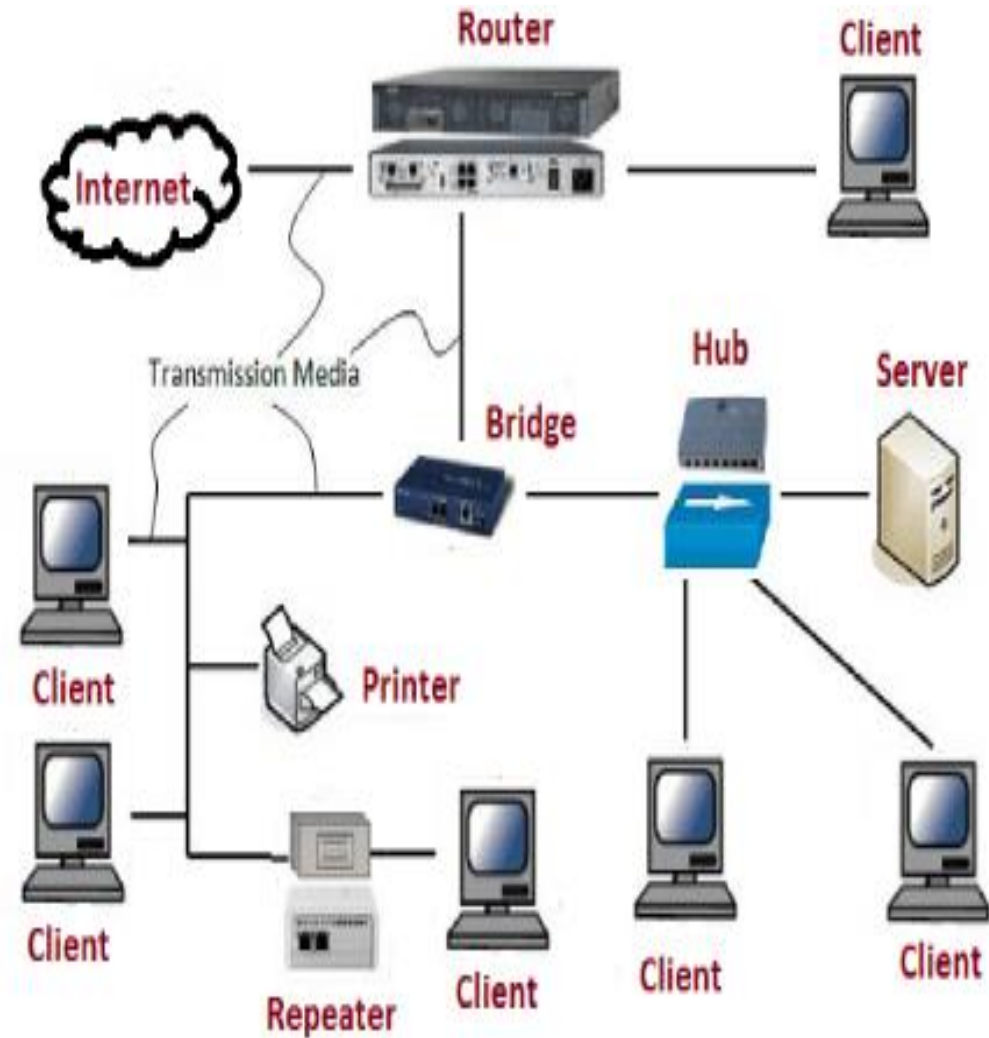 Router
Client
Internet
Transmission Media
Hub
Server
Bridge
Client
Printer
Client
Repeater
Client
Client
Client